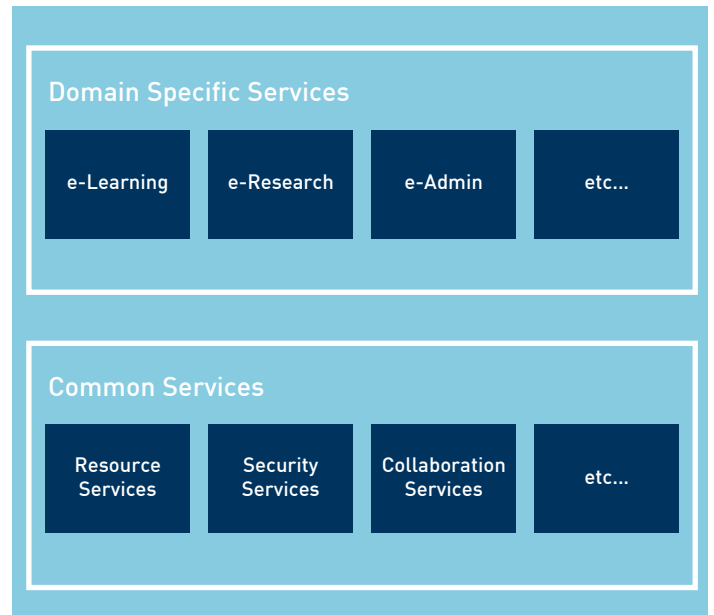 Domain Specific Services
e-Learning
e-Research
e-Admin
etc...
Common Services
Resource
Services
Security
Services
Collaboration
Services
etc...